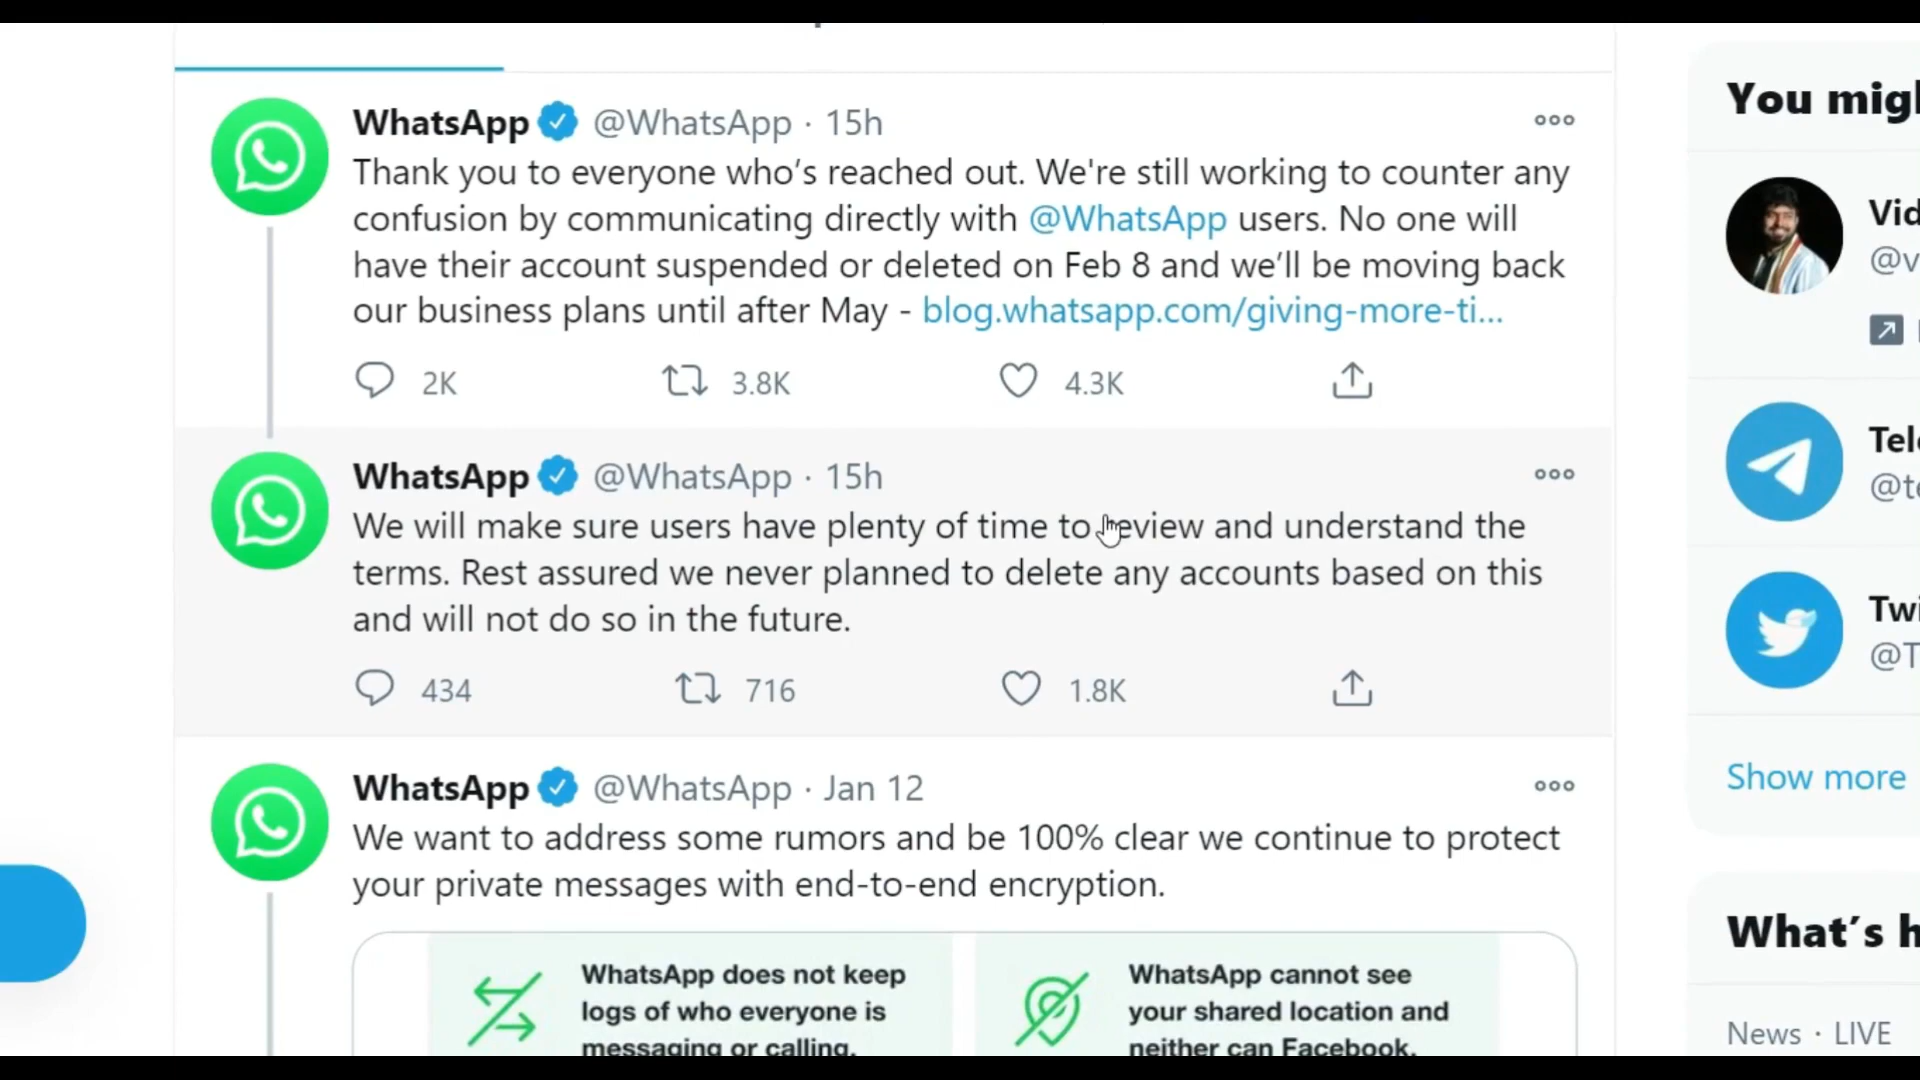 WhatsApp @WhatsApp · 15h
Thank you to everyone who’s reached out. We're still working to counter any
confusion by communicating directly with @WhatsApp users. No one will
have their account suspended or deleted on Feb 8 and we’ll be moving back
our business plans until after May - blog.whatsapp.com/giving-more-ti...
2K 3.8K 4.3K
WhatsApp @WhatsApp · 15h
We will make sure users have plenty of time to review and understand the
terms. Rest assured we never planned to delete any accounts based on this
and will not do so in the future.
434 716 1.8K
WhatsApp @WhatsApp · Jan 12
We want to address some rumors and be 100% clear we continue to protect
your private messages with end-to-end encryption.
WhatsApp does not keep
logs of who everyone is
messaging or calling.
WhatsApp cannot see
your shared location and
neither can Facebook.
You migh
Vid
@v
Tele
@te
Twi
@T
Show more
What’s h
News · LIVE